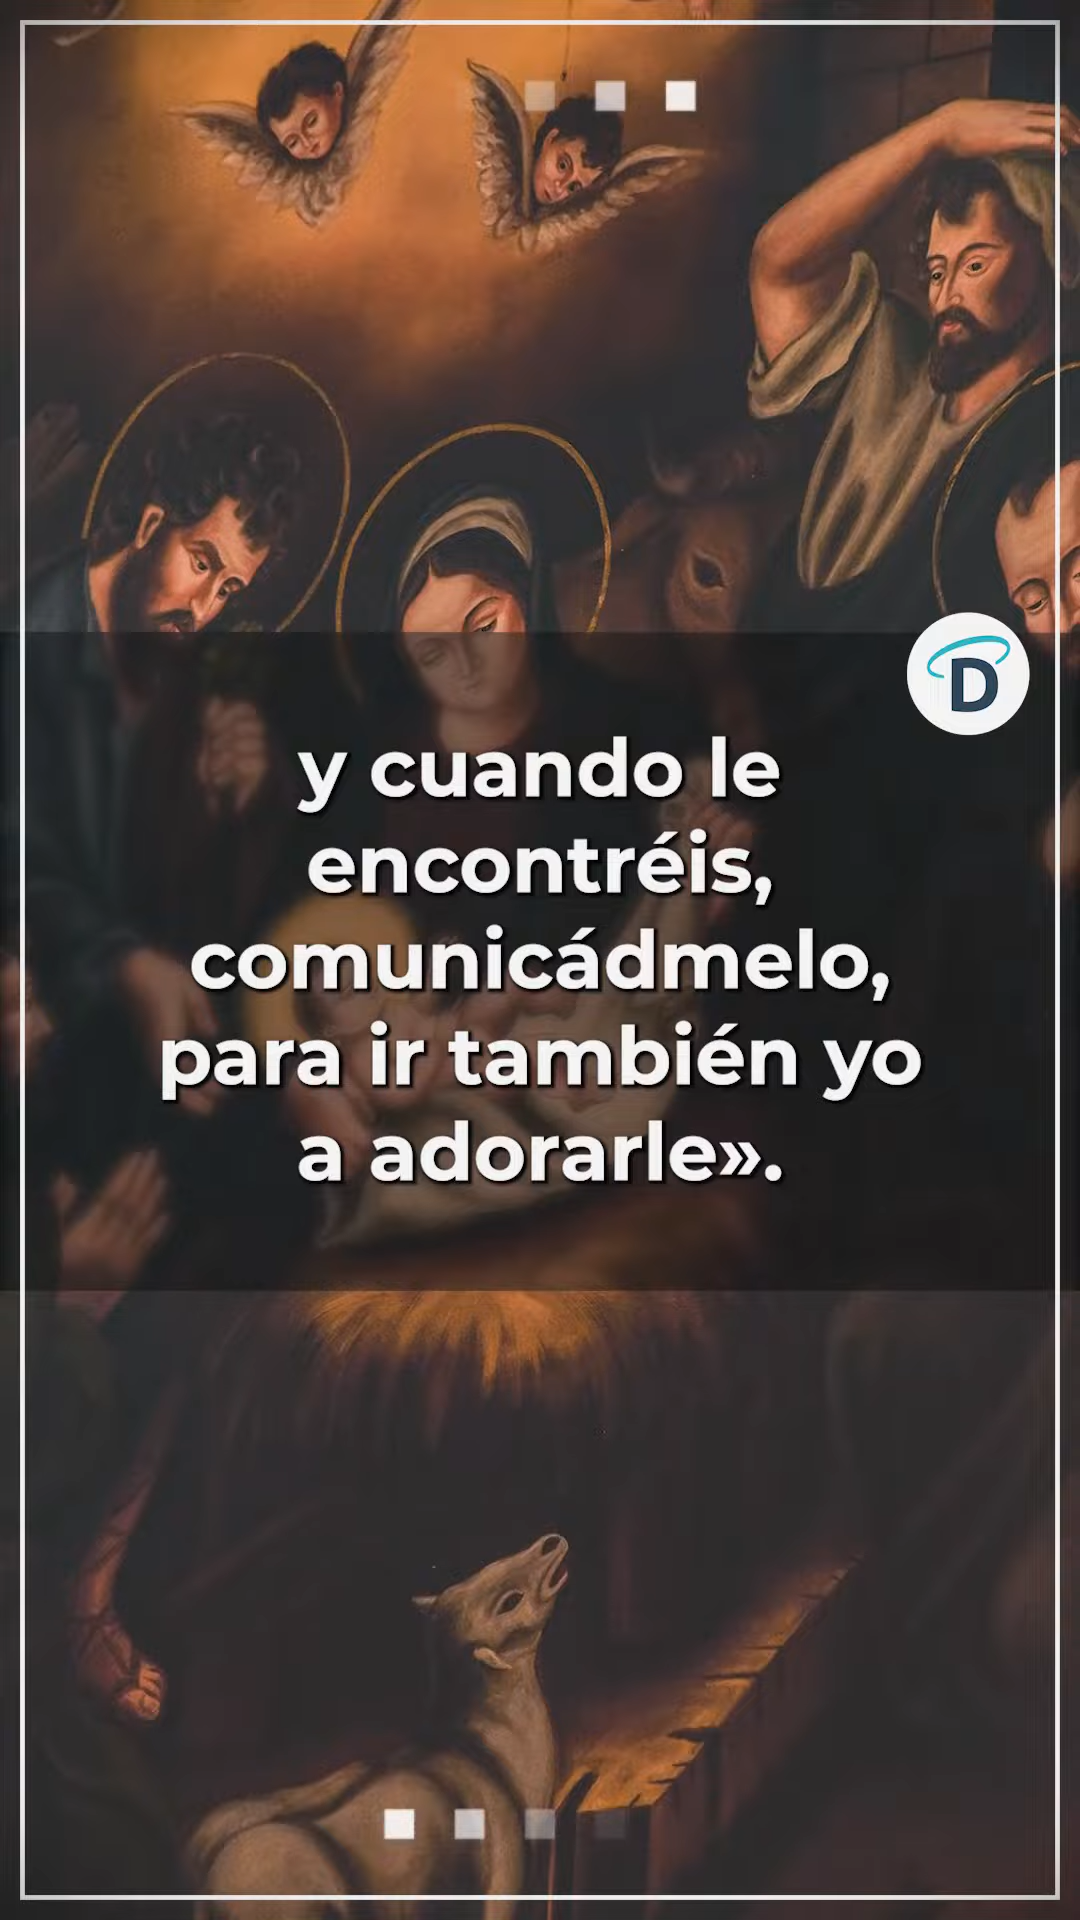 D
y cuando le
encontréis,
comunicádmelo,
para ir también yo
a adorarle».